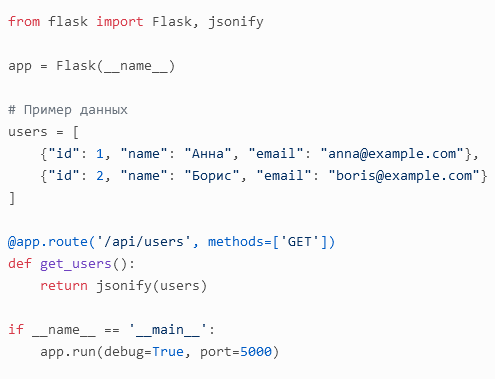 from flask import Flask, jsonify

app = Flask(__name__)

# Пример данных
users = [
    {"id": 1, "name": "Анна", "email": "anna@example.com"},
    {"id": 2, "name": "Борис", "email": "boris@example.com"}
]

@app.route('/api/users', methods=['GET'])
def get_users():
    return jsonify(users)

if __name__ == '__main__':
    app.run(debug=True, port=5000)